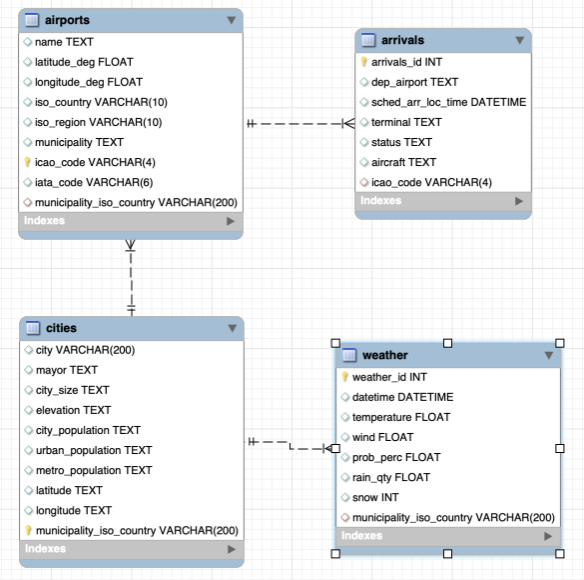 airports
name TEXT
latitude_deg FLOAT
longitude_deg FLOAT
iso_country VARCHAR(10)
iso_region VARCHAR(10)
municipality TEXT
icao_code VARCHAR(4)
iata_code VARCHAR(6)
municipality_iso_country VARCHAR(200)
Indexes
arrivals
arrivals_id INT
dep_airport TEXT
sched_arr_loc_time DATETIME
terminal TEXT
status TEXT
aircraft TEXT
icao_code VARCHAR(4)
Indexes
cities
city VARCHAR(200)
mayor TEXT
city_size TEXT
elevation TEXT
city_population TEXT
urban_population TEXT
metro_population TEXT
latitude TEXT
longitude TEXT
municipality_iso_country VARCHAR(200)
Indexes
weather
weather_id INT
datetime DATETIME
temperature FLOAT
wind FLOAT
prob_perc FLOAT
rain_qty FLOAT
snow INT
municipality_iso_country VARCHAR(200)
Indexes